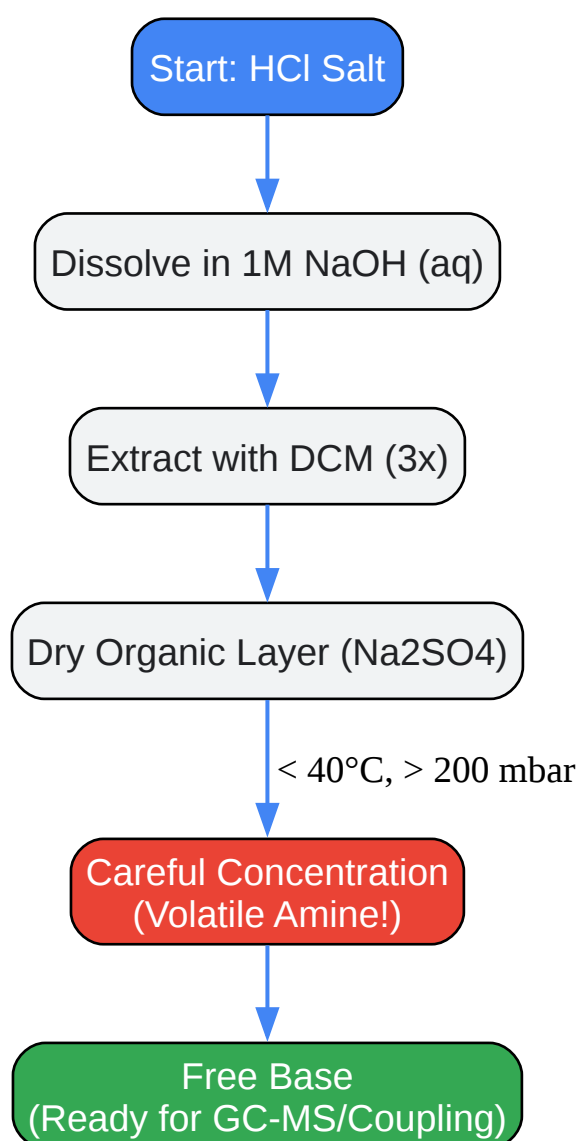 Start: HCl Salt
Dissolve in 1M NaOH (aq)
Extract with DCM (3x)
Dry Organic Layer (Na2SO4)
< 40°C, > 200 mbar
Careful Concentration
(Volatile Amine!)
Free Base
(Ready for GC-MS/Coupling)